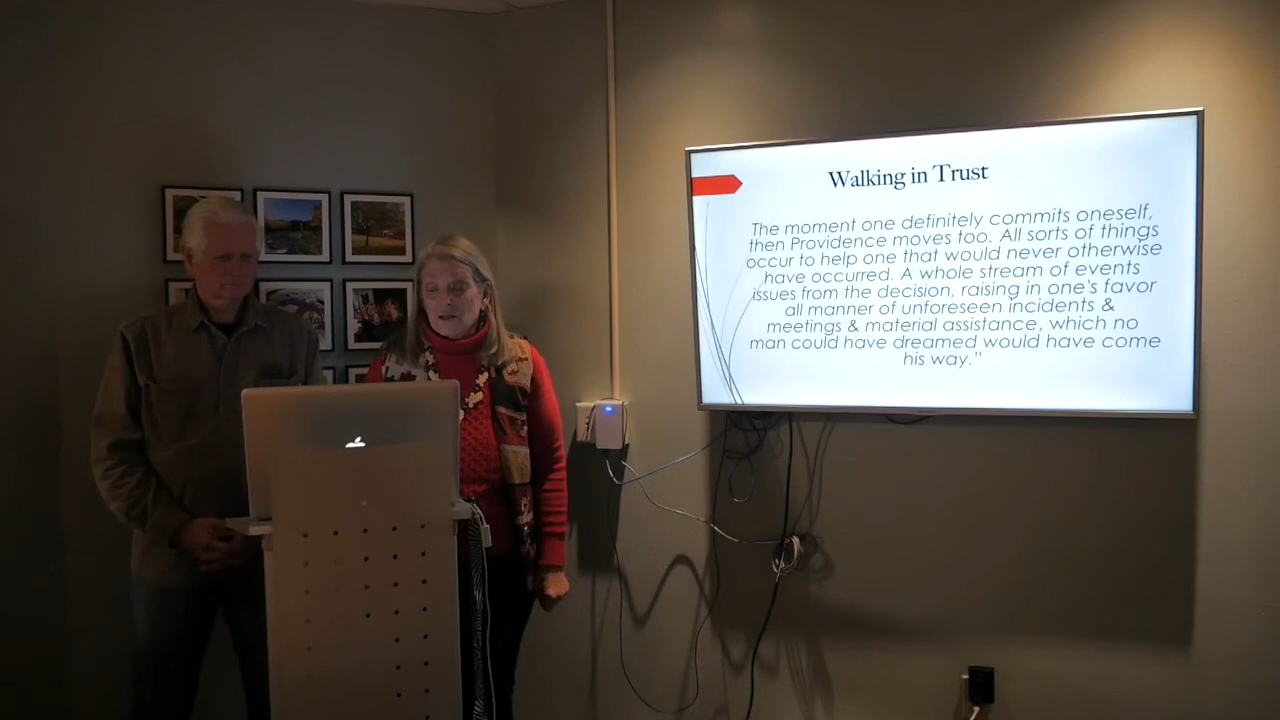 Walking in Trust
The moment one definitely commits oneself,
then Providence moves too. All sorts of things
occur to help one that would never otherwise
have occurred. A whole stream of events
issues from the decision, raising in one's favor
all manner of unforeseen incidents &
meetings & material assistance, which no
man could have dreamed would have come
his way."